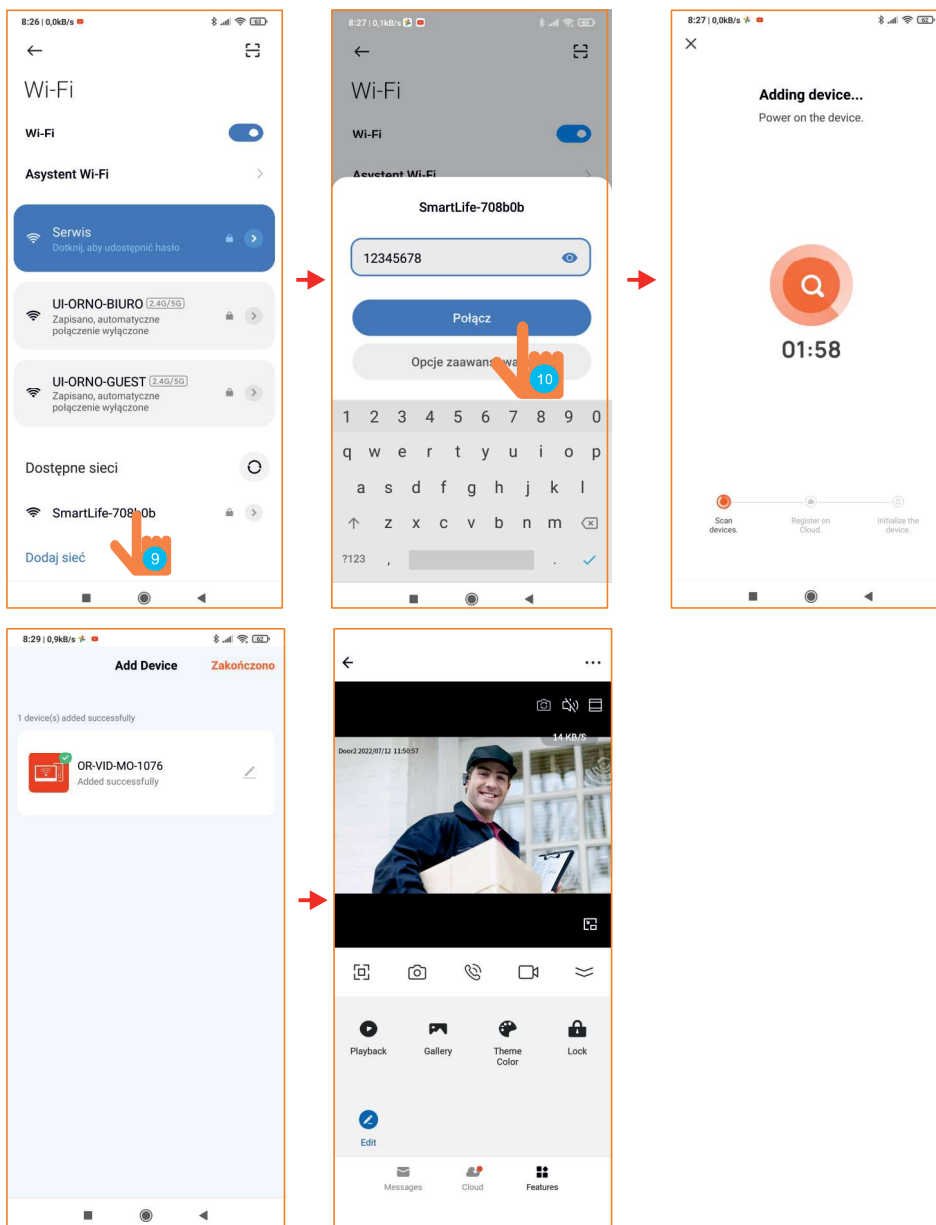 8:26 | 0,0kB/s
63
Wi-Fi
Wi-Fi
Asystent Wi-Fi
Serwis
Dotknij, aby udostępnić hasło
UI-ORNO-BIURO 2.4G/5G
Zapisano, automatyczne
połączenie wyłączone
UI-ORNO-GUEST 2.4G/5G
Zapisano, automatyczne
połączenie wyłączone
Dostępne sieci
SmartLife-708b0b
Dodaj sieć
9
8:27 | 0,1kB/s
Wi-Fi
Wi-Fi
Asystent Wi-Fi
SmartLife-708b0b
12345678
Połącz
Opcje
10
1 2 3 4 5 6 7 8 9 0
q w e r t y u i o p
a s d f g h j k l
z x c v b n m
?123 , .
8:27 | 0,0kB/s
62
Adding device...
Power on the device.
01:58
Scan
devices.
Register on
Cloud.
Initialize the
device.
8:29 | 0,9kB/s
62
Add Device
Zakończono
1 device(s) added successfully
OR-VID-MO-1076
Added successfully
14 KB/S
Door2 2022/07/12 11:50:57
Playback
Gallery
Theme
Color
Lock
Edit
Messages
Cloud
Features